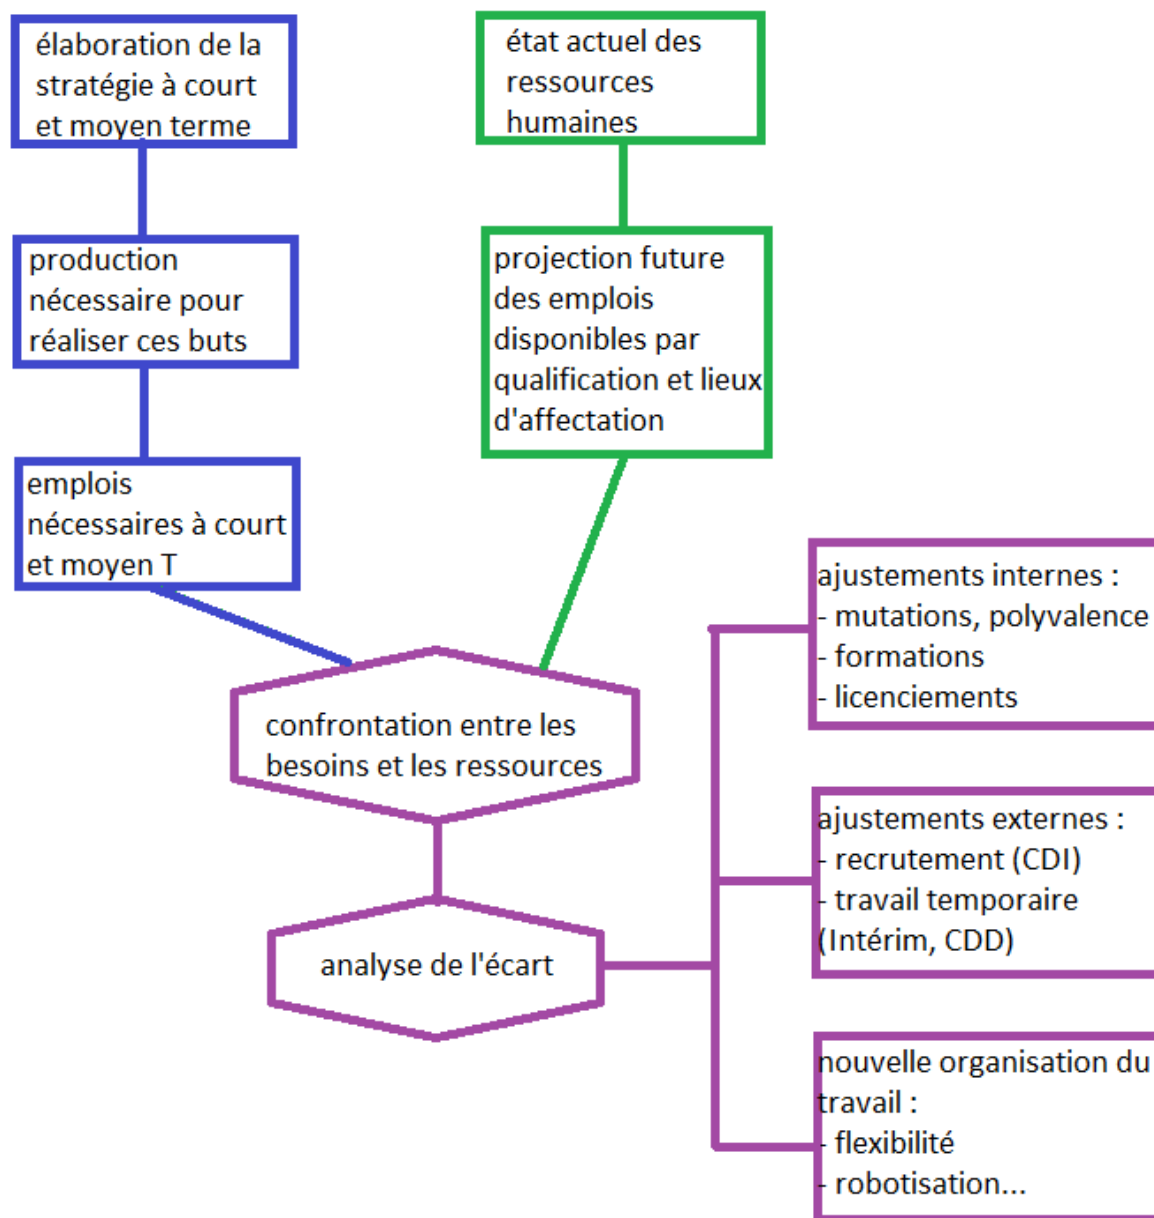 élaboration de la
stratégie à court
et moyen terme
production
nécessaire pour
réaliser ces buts
emplois
nécessaires à court
et moyen T
état actuel des
ressources
humaines
projection future
des emplois
disponibles par
qualification et lieux
d'affectation
confrontation entre les
besoins et les ressources
analyse de l'écart
ajustements internes :
- mutations, polyvalence
- formations
- licenciements
ajustements externes :
- recrutement (CDI)
- travail temporaire
(Intérim, CDD)
nouvelle organisation du
travail :
- flexibilité
- robotisation...